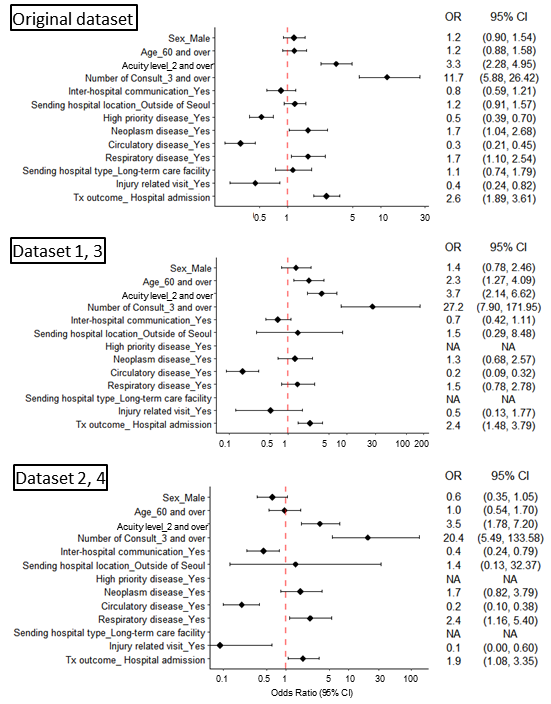 Original dataset
OR 95% CI
Sex_Male 1.2 (0.90, 1.54)
Age_60 and over 1.2 (0.88, 1.58)
Acuity level_2 and over 3.3 (2.28, 4.95)
Number of Consult_3 and over 11.7 (5.88, 26.42)
Inter-hospital communication_Yes 0.8 (0.59, 1.21)
Sending hospital location_Outside of Seoul 1.2 (0.91, 1.57)
High priority disease_Yes 0.5 (0.39, 0.70)
Neoplasm disease_Yes 1.7 (1.04, 2.68)
Circulatory disease_Yes 0.3 (0.21, 0.45)
Respiratory disease_Yes 1.7 (1.10, 2.54)
Sending hospital type_Long-term care facility 1.1 (0.74, 1.79)
Injury related visit_Yes 0.4 (0.24, 0.82)
Tx outcome_ Hospital admission 2.6 (1.89, 3.61)
0.5 1 5 10 30
Dataset 1, 3
OR 95% CI
Sex_Male 1.4 (0.78, 2.46)
Age_60 and over 2.3 (1.27, 4.09)
Acuity level_2 and over 3.7 (2.14, 6.62)
Number of Consult_3 and over 27.2 (7.90, 171.95)
Inter-hospital communication_Yes 0.7 (0.42, 1.11)
Sending hospital location_Outside of Seoul 1.5 (0.29, 8.48)
High priority disease_Yes NA NA
Neoplasm disease_Yes 1.3 (0.68, 2.57)
Circulatory disease_Yes 0.2 (0.09, 0.32)
Respiratory disease_Yes 1.5 (0.78, 2.78)
Sending hospital type_Long-term care facility NA NA
Injury related visit_Yes 0.5 (0.13, 1.77)
Tx outcome_ Hospital admission 2.4 (1.48, 3.79)
0.1 0.5 1 5 10 100 200
Dataset 2, 4
OR 95% CI
Sex_Male 0.6 (0.35, 1.05)
Age_60 and over 1.0 (0.54, 1.70)
Acuity level_2 and over 3.5 (1.78, 7.20)
Number of Consult_3 and over 20.4 (5.49, 133.58)
Inter-hospital communication_Yes 0.4 (0.24, 0.79)
Sending hospital location_Outside of Seoul 1.4 (0.13, 32.37)
High priority disease_Yes NA NA
Neoplasm disease_Yes 1.7 (0.82, 3.79)
Circulatory disease_Yes 0.2 (0.10, 0.38)
Respiratory disease_Yes 2.4 (1.16, 5.40)
Sending hospital type_Long-term care facility NA NA
Injury related visit_Yes 0.1 (0.00, 0.60)
Tx outcome_ Hospital admission 1.9 (1.08, 3.35)
0.1 0.5 1 5 10 100
Odds Ratio (95% CI)